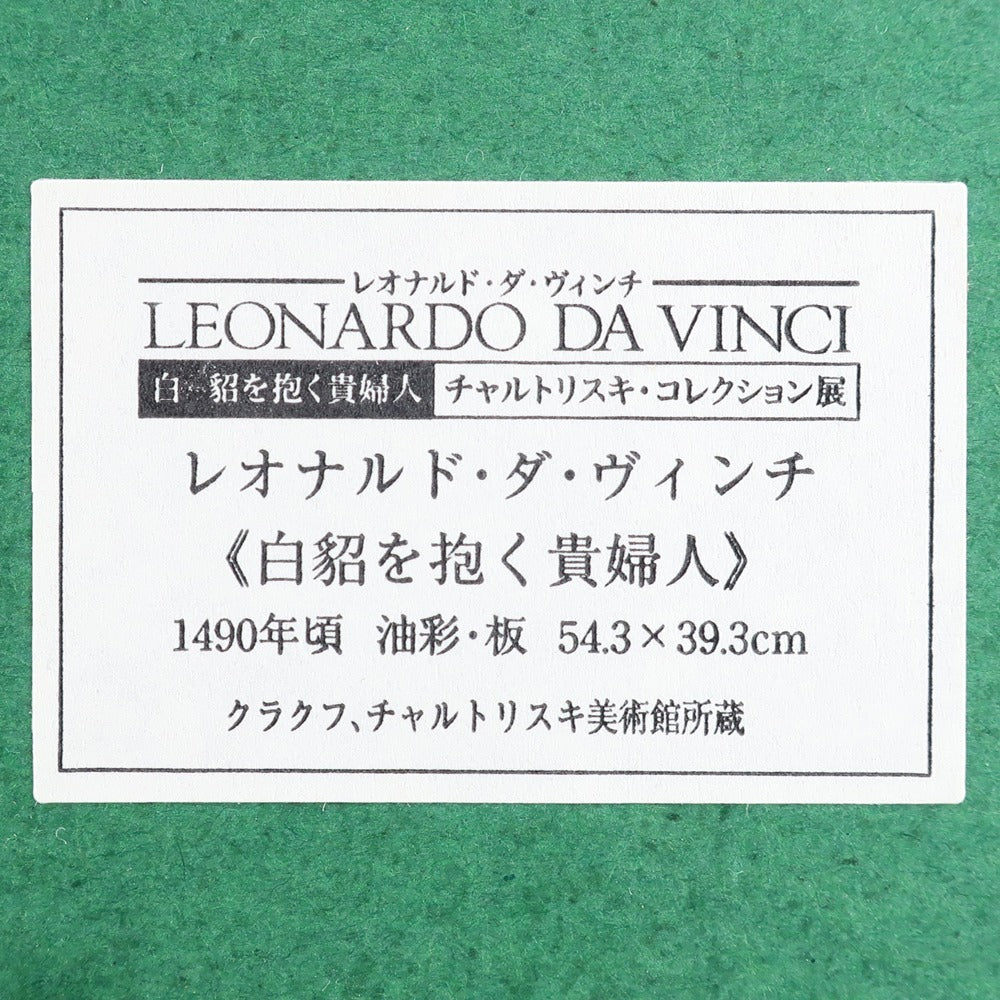 レオナルド・ダ・ヴィンチ
LEONARDO DA VINCI
白貂を抱く貴婦人 チャルトリスキ・コレクション展
レオナルド・ダ・ヴィンチ
《白貂を抱く貴婦人》
1490年頃 油彩・板 54.3×39.3cm
クラクフ、チャルトリスキ美術館所蔵